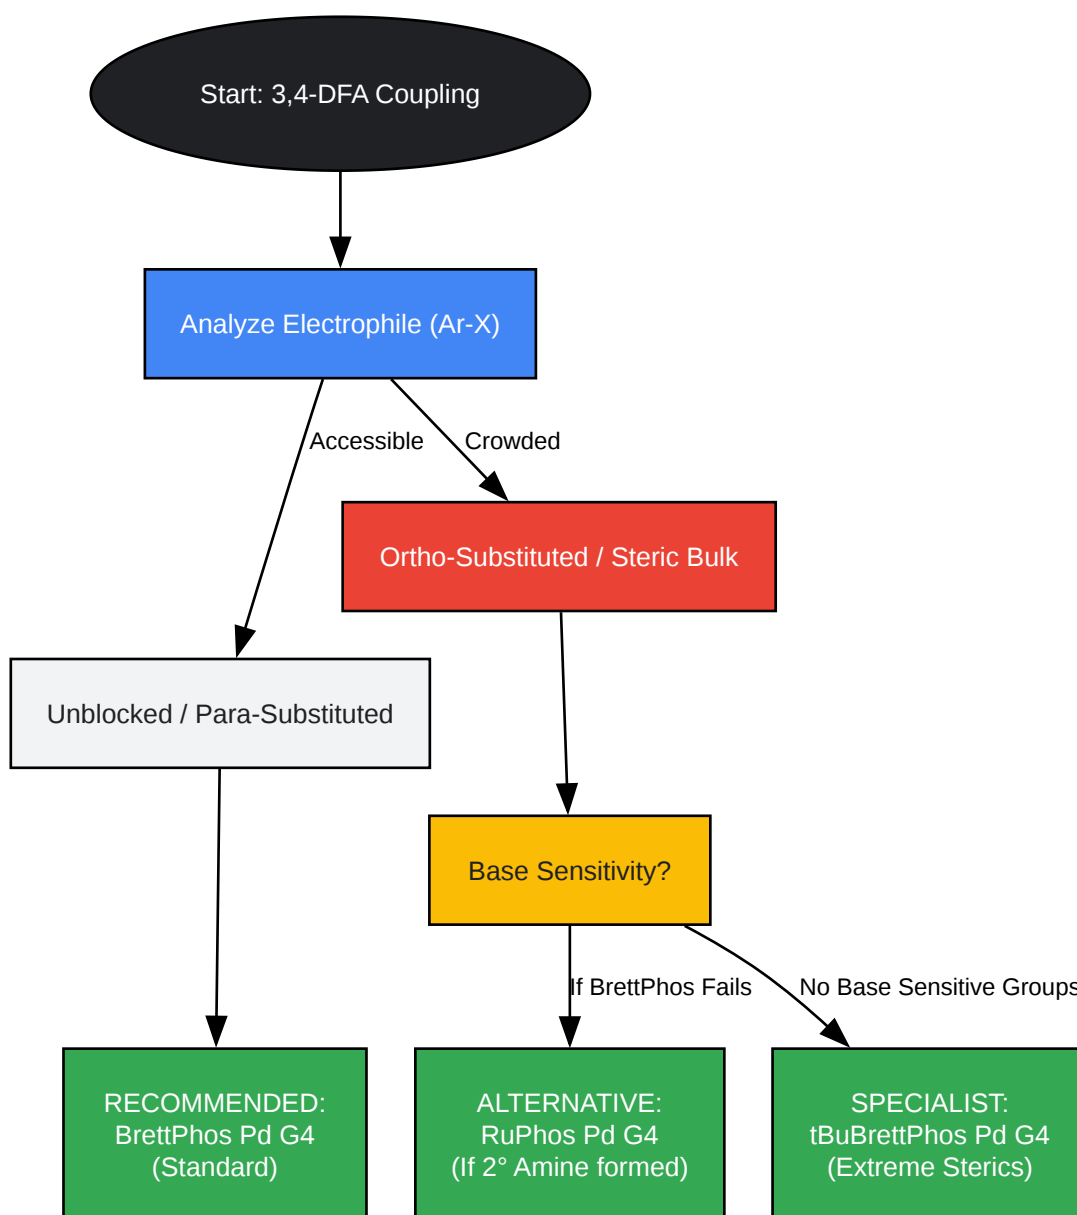 Start: 3,4-DFA Coupling
Analyze Electrophile (Ar-X)
Accessible
Crowded
Ortho-Substituted / Steric Bulk
Unblocked / Para-Substituted
Base Sensitivity?
If BrettPhos Fails
No Base Sensitive Groups
RECOMMENDED:
BrettPhos Pd G4
(Standard)
ALTERNATIVE:
RuPhos Pd G4
(If 2° Amine formed)
SPECIALIST:
tBuBrettPhos Pd G4
(Extreme Sterics)